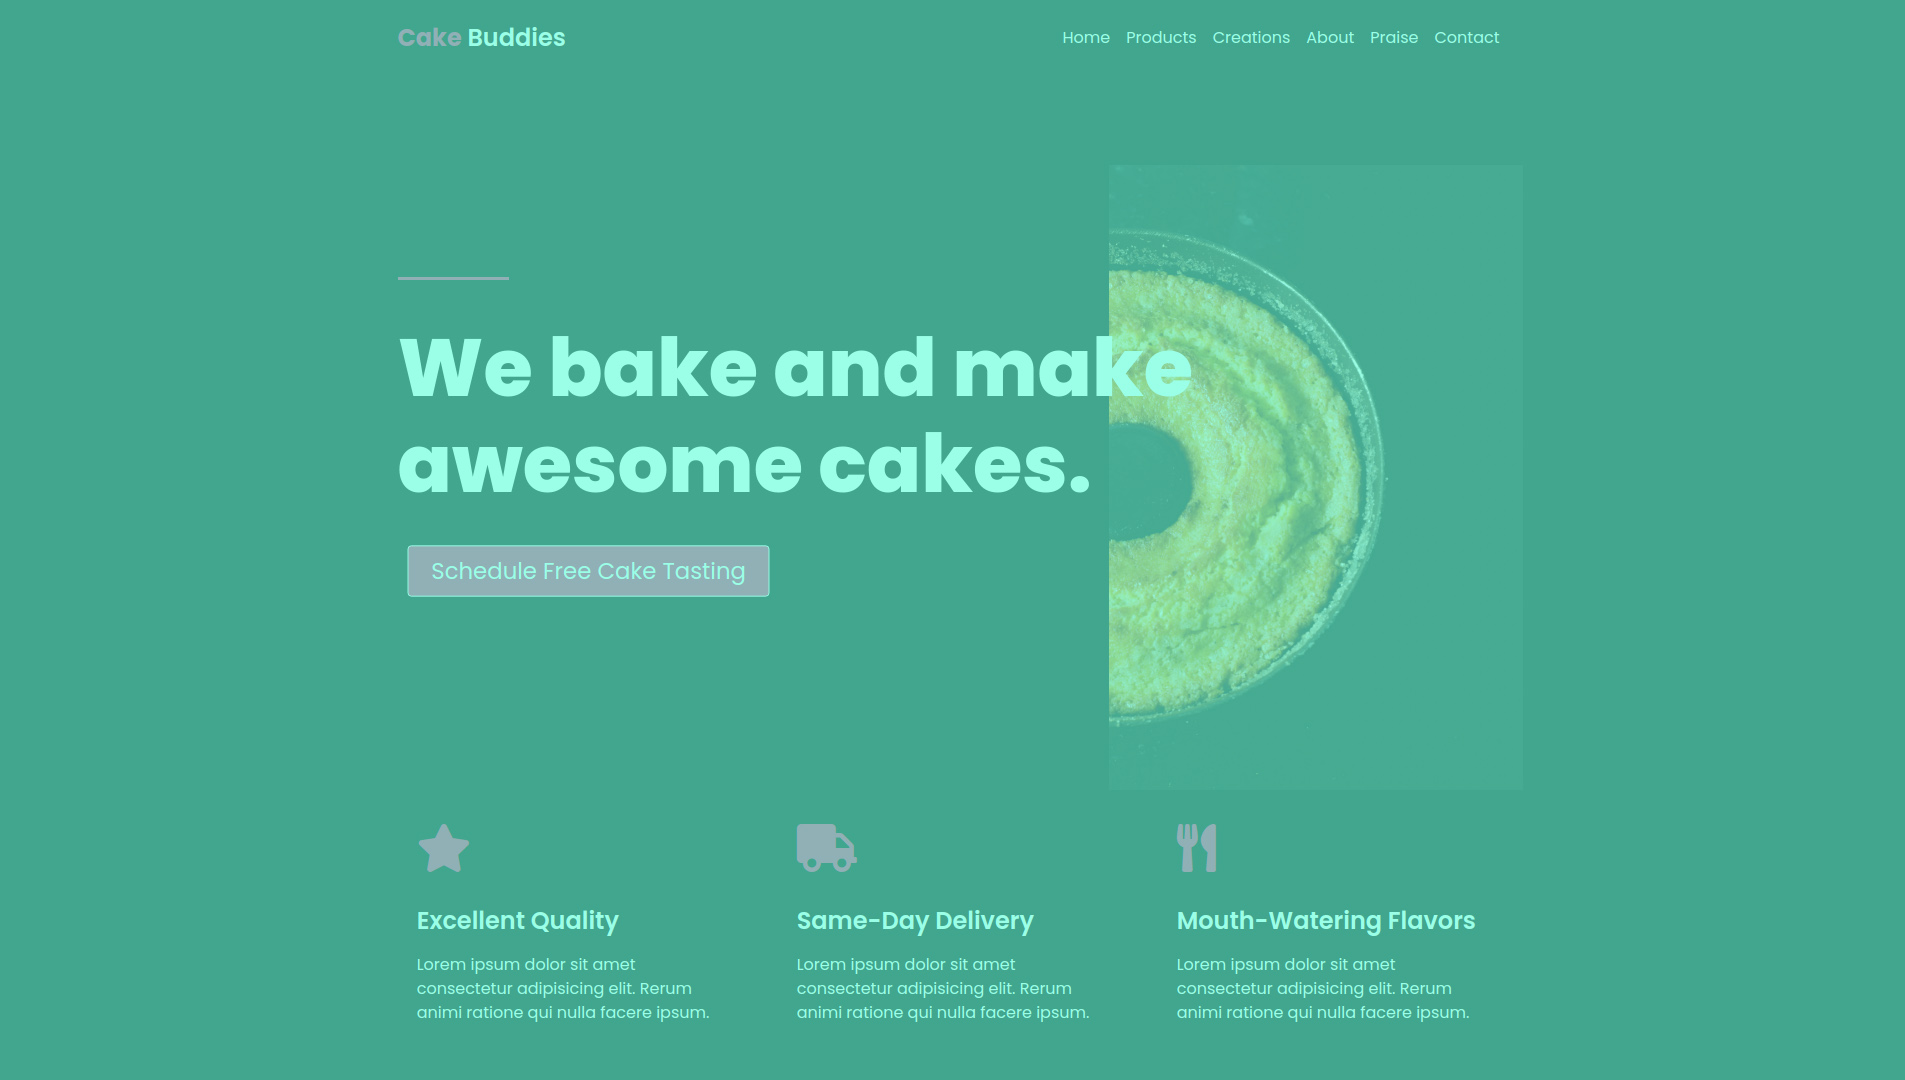 Cake Buddies
Home Products Creations About Praise Contact
We bake and make
awesome cakes.
Schedule Free Cake Tasting
Excellent Quality
Lorem ipsum dolor sit amet
consectetur adipisicing elit. Rerum
animi ratione qui nulla facere ipsum.
Same-Day Delivery
Lorem ipsum dolor sit amet
consectetur adipisicing elit. Rerum
animi ratione qui nulla facere ipsum.
Mouth-Watering Flavors
Lorem ipsum dolor sit amet
consectetur adipisicing elit. Rerum
animi ratione qui nulla facere ipsum.